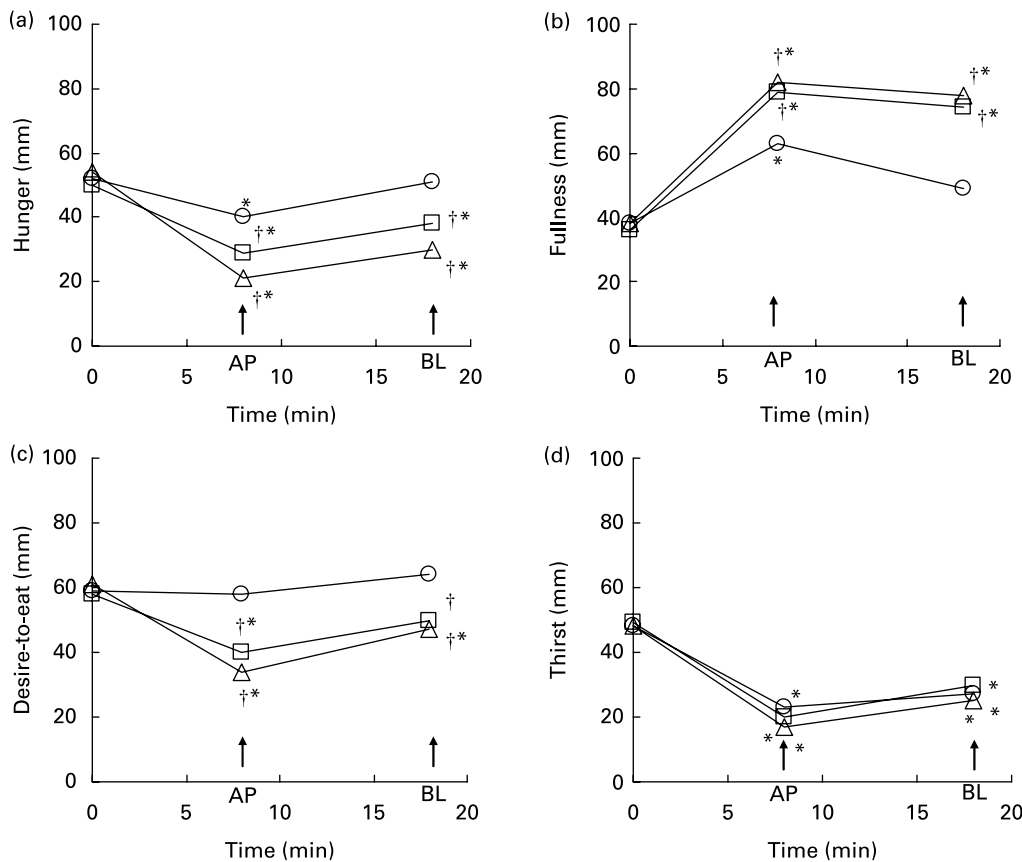 (a)
100
80
60
40
20
0
Hunger (mm)
*
†*
†*
†*
†*
AP
BL
0 5 10 15 20
Time (min)
(b)
100
80
60
40
20
0
Fullness (mm)
†*
†*
*
†*
†*
AP
BL
0 5 10 15 20
Time (min)
(c)
100
80
60
40
20
0
Desire-to-eat (mm)
†*
†*
†
†*
AP
BL
0 5 10 15 20
Time (min)
(d)
100
80
60
40
20
0
Thirst (mm)
*
* *
*
* *
AP
BL
0 5 10 15 20
Time (min)